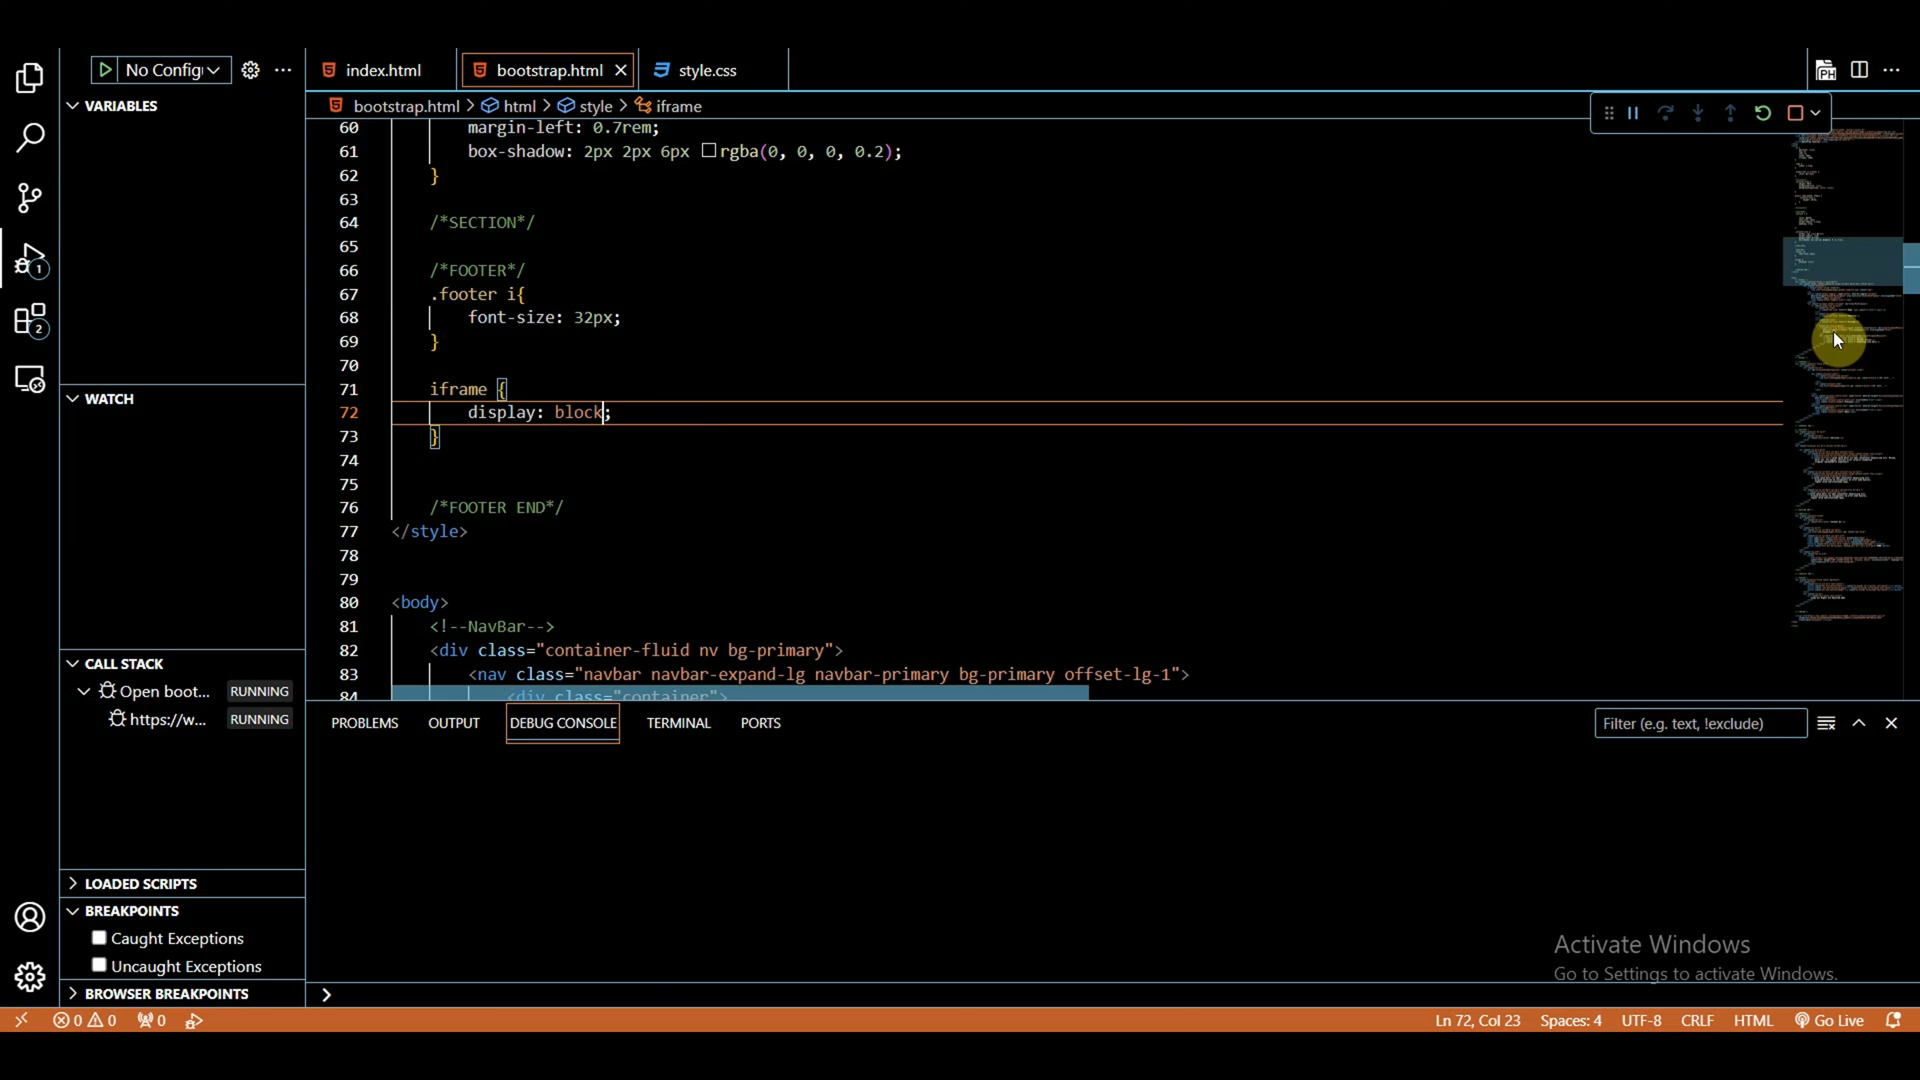 No Config
index.html
bootstrap.html
style.css
VARIABLES
bootstrap.html > html > style > iframe
60 margin-left: 0.7rem;
61 box-shadow: 2px 2px 6px rgba(0, 0, 0, 0.2);
62 }
63
64 /*SECTION*/
65
66 /*FOOTER*/
67 .footer i{
68 font-size: 32px;
69 }
70
71 iframe {
72 display: block;
73 }
74
75
76 /*FOOTER END*/
77 </style>
78
79
80 <body>
81 <!--NavBar-->
82 <div class="container-fluid nv bg-primary">
83 <nav class="navbar navbar-expand-lg navbar-primary bg-primary offset-lg-1">
84 <div class="container">
1
2
WATCH
CALL STACK
Open boot... RUNNING
https://w... RUNNING
LOADED SCRIPTS
BREAKPOINTS
Caught Exceptions
Uncaught Exceptions
BROWSER BREAKPOINTS
PROBLEMS OUTPUT DEBUG CONSOLE TERMINAL PORTS
Filter (e.g. text, !exclude)
Activate Windows
Go to Settings to activate Windows.
0 0 0
Ln 72, Col 23 Spaces: 4 UTF-8 CRLF HTML Go Live